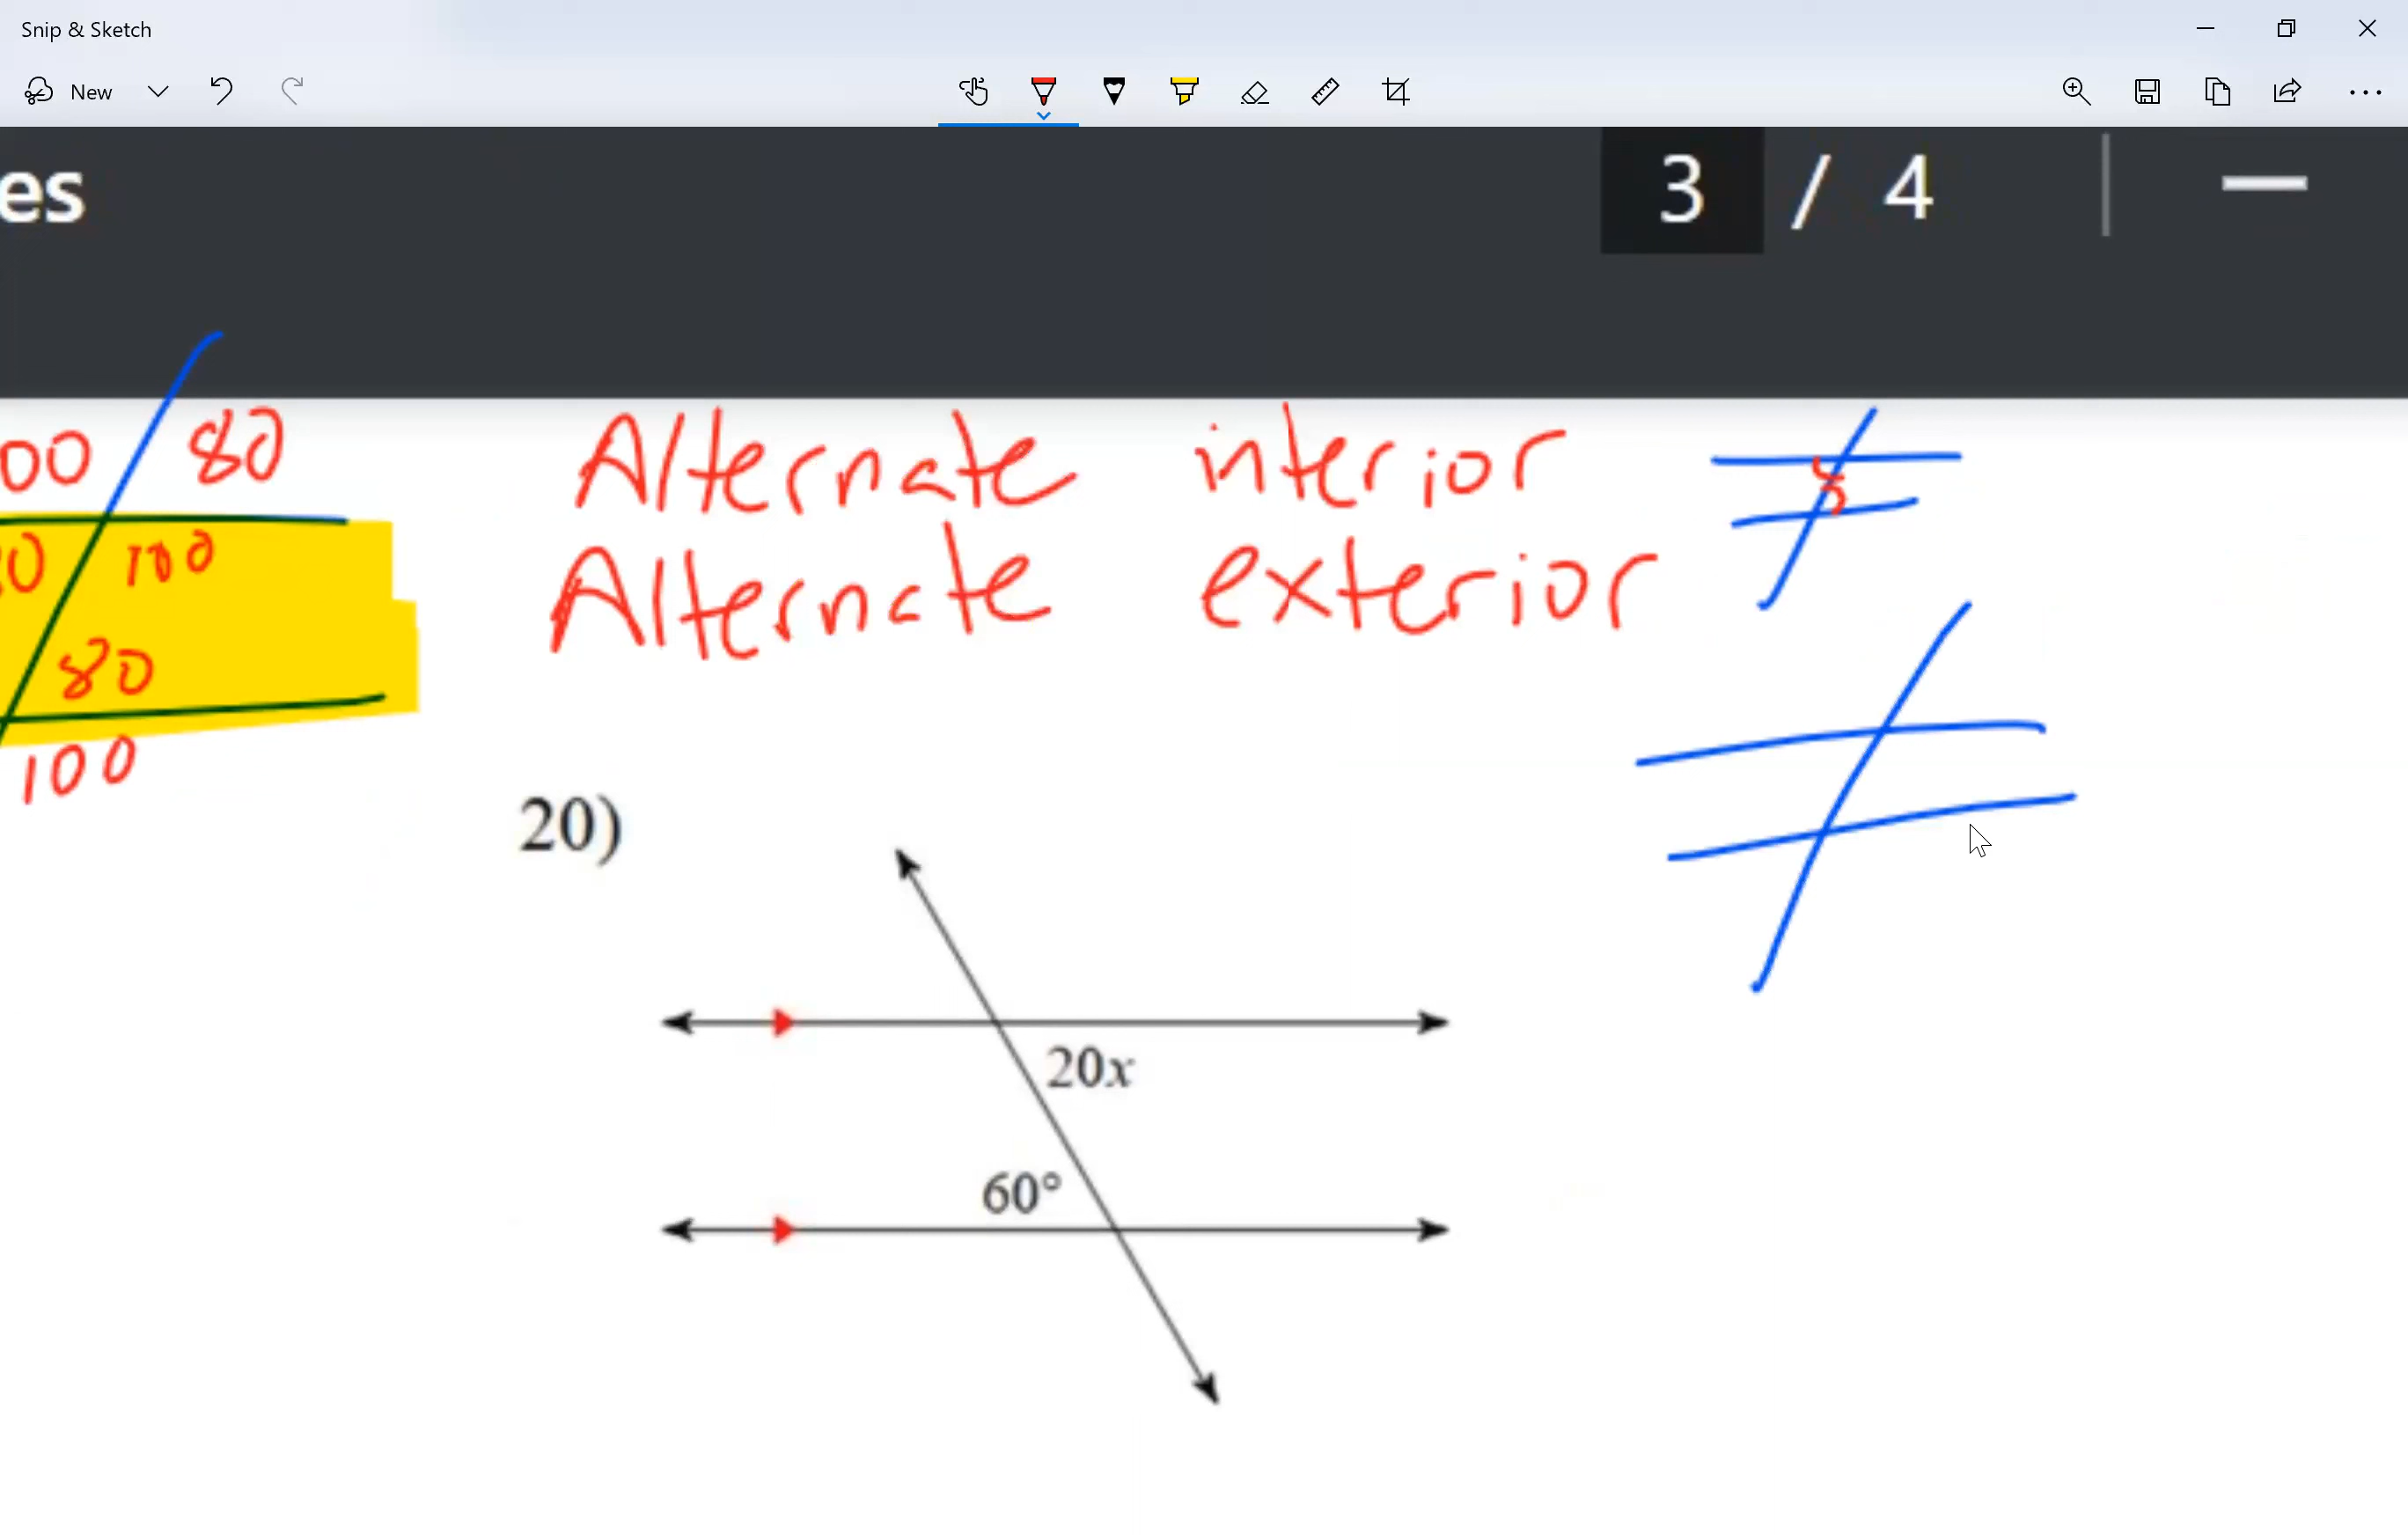 Snip & Sketch
New
es
3 / 4
00 80
Alternate interior
0 100
Alternate exterior
80
100
20)
20x
60°